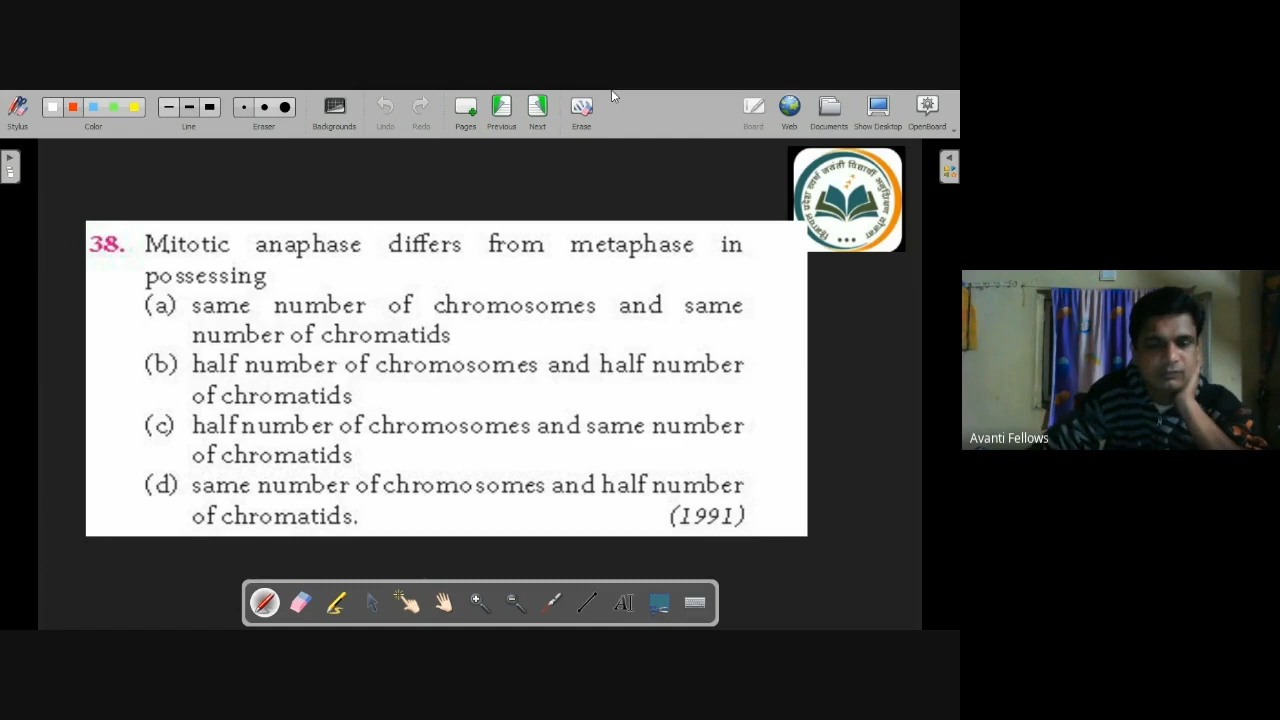 Stylus
Color
Line
Eraser
Backgrounds
Undo
Redo
Pages
Previous
Next
Erase
Board
Web
Documents
Show Desktop
OpenBoard
38. Mitotic anaphase differs from metaphase in
possessing
(a) same number of chromosomes and same
number of chromatids
(b) half number of chromosomes and half number
of chromatids
(c) half number of chromosomes and same number
of chromatids
(d) same number of chromosomes and half number
of chromatids. (1991)
AI
Avanti Fellows